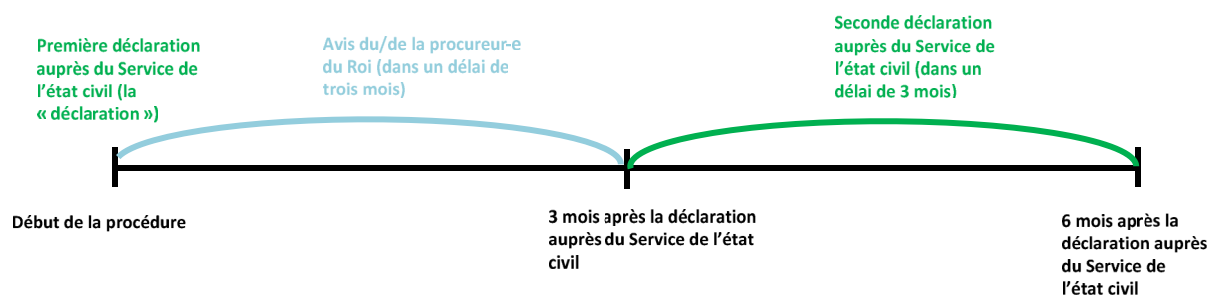 Première déclaration
auprès du Service de
l'état civil (la
« déclaration »)
Avis du/de la procureur-e
du Roi (dans un délai de
trois mois)
Seconde déclaration
auprès du Service de
l'état civil (dans un
délai de 3 mois)
Début de la procédure
3 mois après la déclaration
auprès du Service de l'état
civil
6 mois après la
déclaration auprès
du Service de
l'état civil